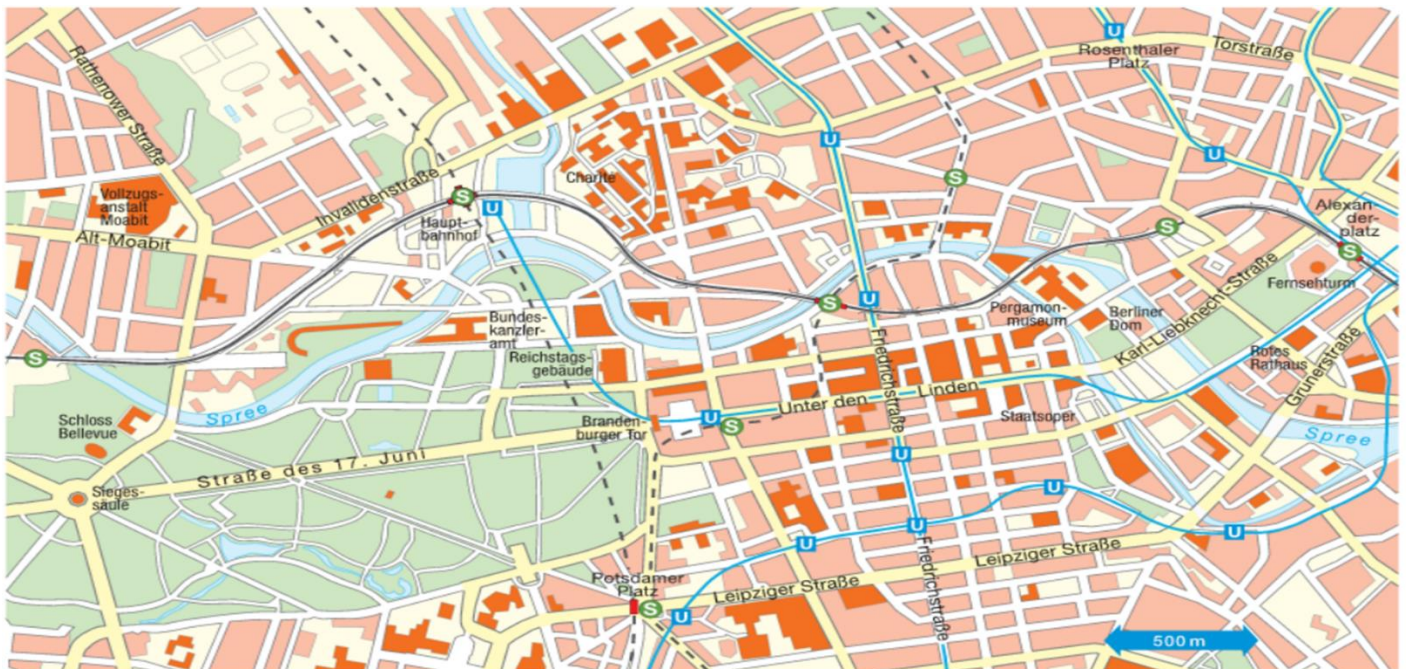 Rosenthaler
Platz
Torstraße
Rathenower Straße
Charité
Vollzugs-
anstalt
Moabit
Invalidenstraße
Alexan-
der-
platz
Alt-Moabit
Haupt-
bahnhof
S
U
U
U
U
S
S
S
Fernsehturm
Karl-Liebknecht-Straße
S
S
U
Pergamon-
museum
Berliner
Dom
Bundes-
kanzler-
amt
Reichstags-
gebäude
Friedrichstraße
Rotes
Rathaus
Grunerstraße
Spree
Unter den Linden
Schloss
Bellevue
Branden-
burger Tor
U
S
Staatsoper
Spree
Straße des 17. Juni
U
Sieges-
säule
U
U
U
U
Friedrichstraße
Leipziger Straße
Potsdamer
Platz
S
U
Leipziger Straße
500 m